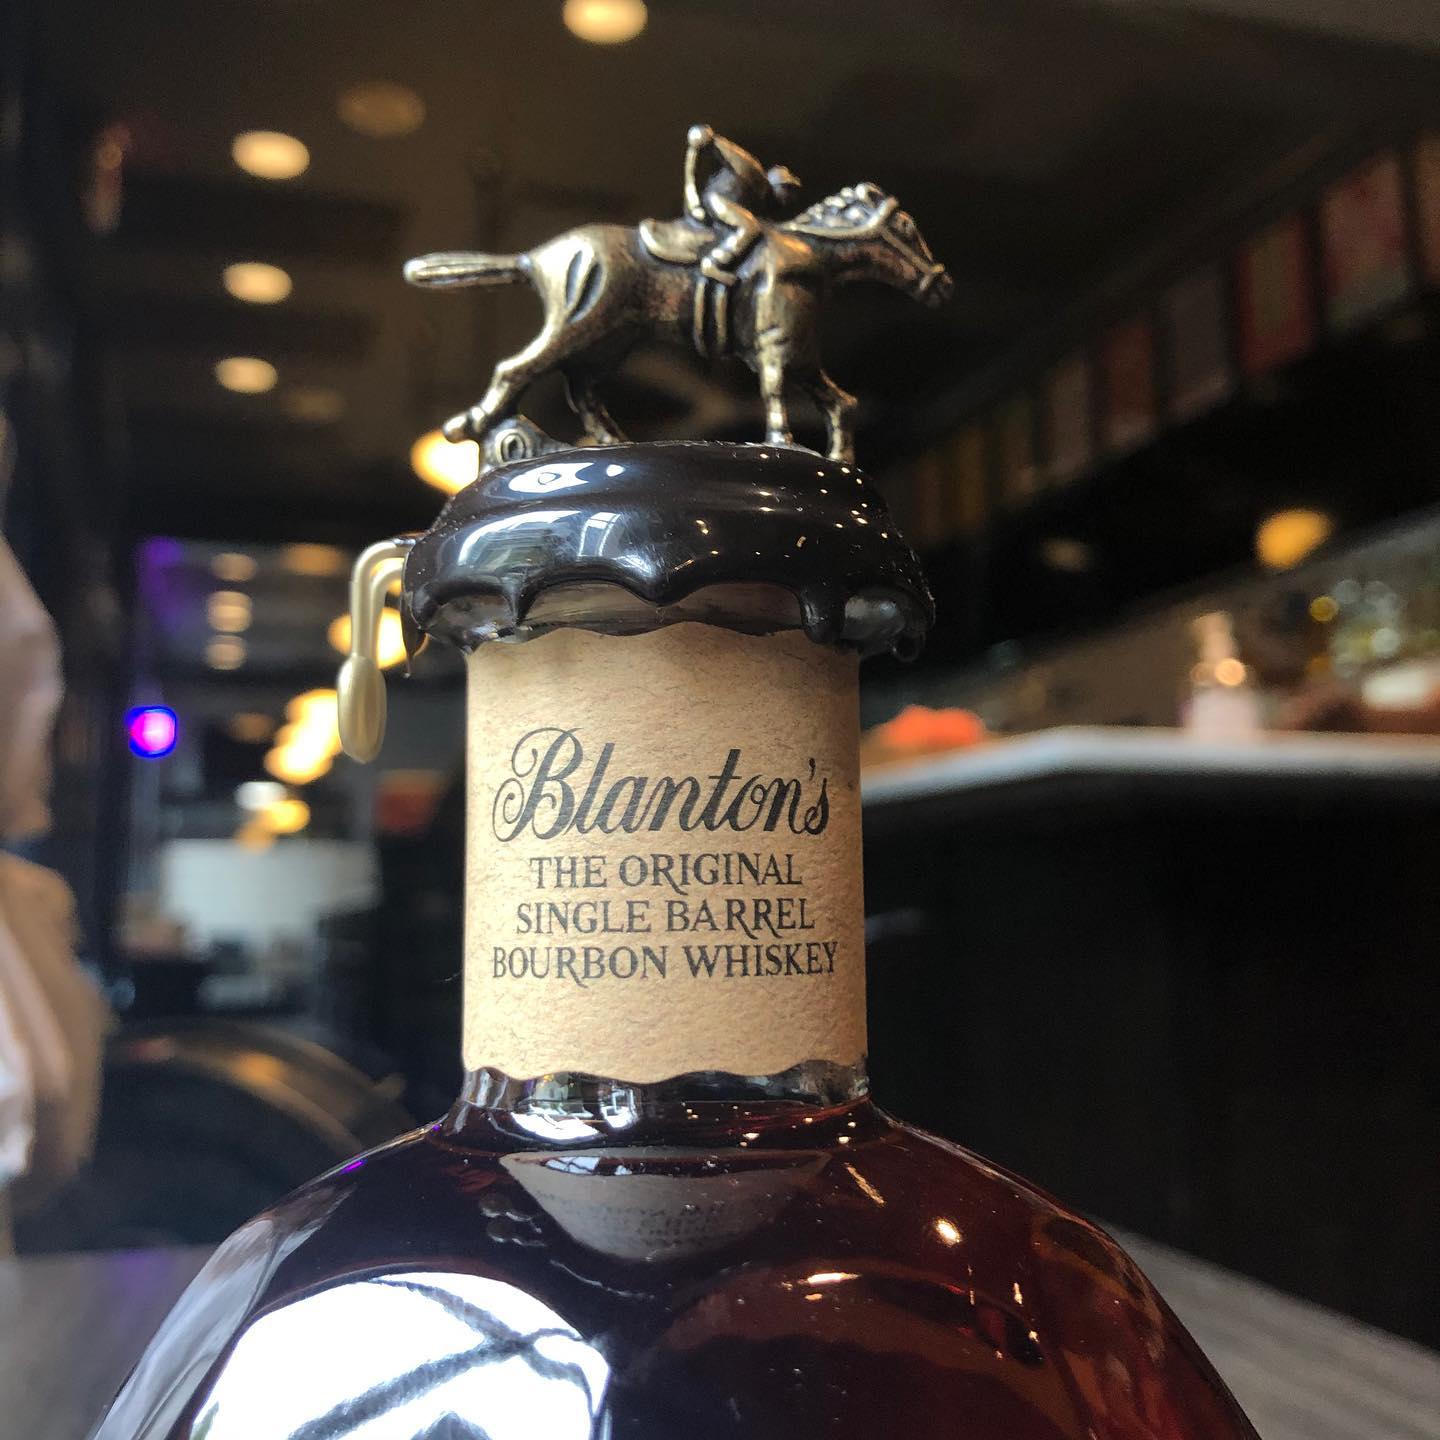 Blanton's
THE ORIGINAL
SINGLE BARREL
BOURBON WHISKEY